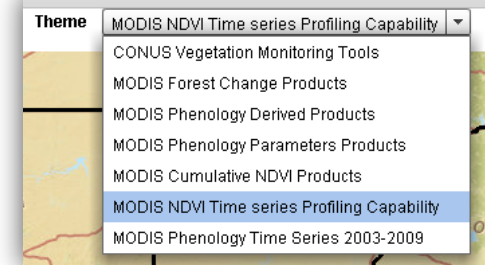 Theme MODIS NDVI Time series Profiling Capability
CONUS Vegetation Monitoring Tools
MODIS Forest Change Products
MODIS Phenology Derived Products
MODIS Phenology Parameters Products
MODIS Cumulative NDVI Products
MODIS NDVI Time series Profiling Capability
MODIS Phenology Time Series 2003-2009